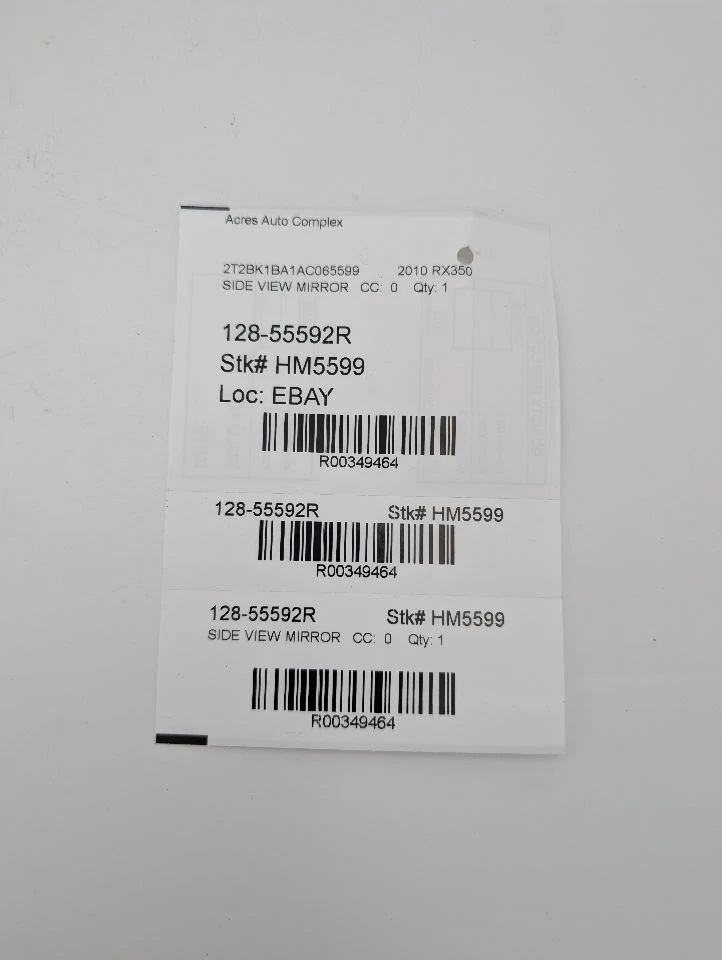 Acres Auto Complex
2T2BK1BA1AC065599 2010 RX350
SIDE VIEW MIRROR CC: 0 Qty: 1
128-55592R
Stk# HM5599
Loc: EBAY
R00349464
128-55592R Stk# HM5599
R00349464
128-55592R Stk# HM5599
SIDE VIEW MIRROR CC: 0 Qty: 1
R00349464